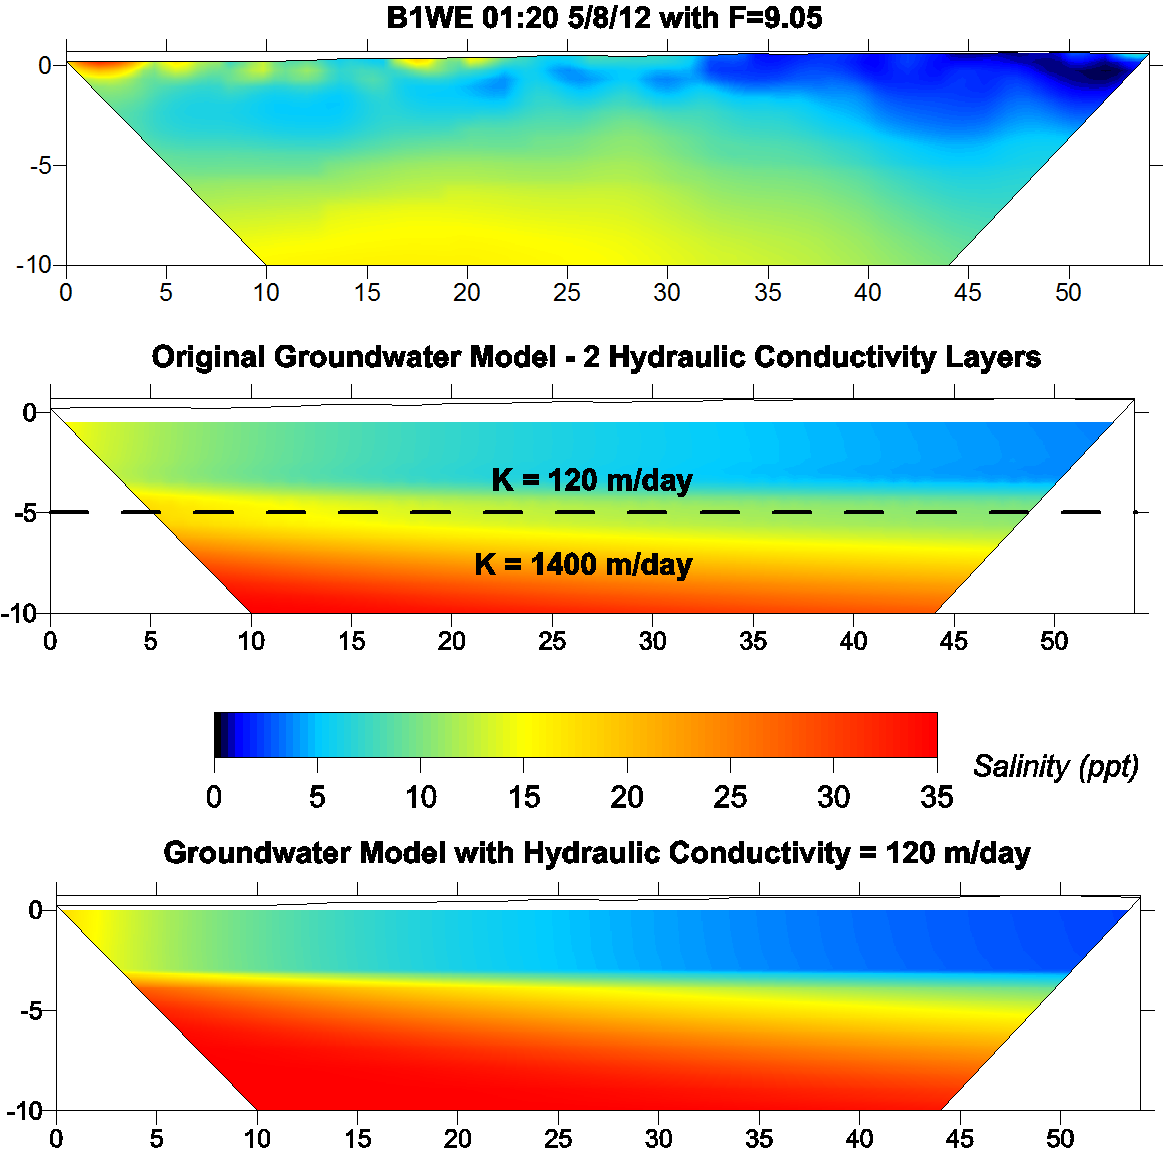 B1WE 01:20 5/8/12 with F=9.05
0
-5
-10
0 5 10 15 20 25 30 35 40 45 50
Original Groundwater Model - 2 Hydraulic Conductivity Layers
0
K = 120 m/day
-5
K = 1400 m/day
-10
0 5 10 15 20 25 30 35 40 45 50
Salinity (ppt)
0 5 10 15 20 25 30 35
Groundwater Model with Hydraulic Conductivity = 120 m/day
0
-5
-10
0 5 10 15 20 25 30 35 40 45 50